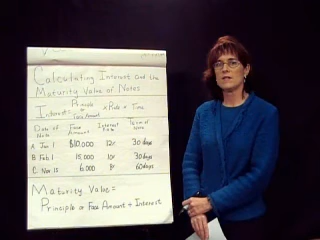 Calculating Interest and the
Maturity Value of Notes
Interest = Principle or Face Amount x Rate x Time
Date of Note Face Amount Interest Rate Term of Note
A. Jun 1 $10,000 12% 30 days
B. Feb 1 15,000 10% 30 days
C. Nov. 15 6,000 8% 60 days
Maturity Value =
Principle or Face Amount + Interest